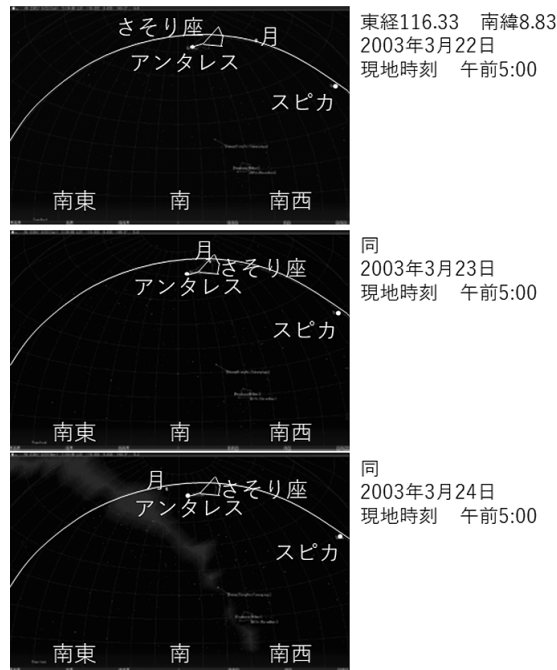 さそり座
月
アンタレス
スピカ
南東 南 南西
東経116.33 南緯8.83
2003年3月22日
現地時刻 午前5:00
月
さそり座
アンタレス
スピカ
南東 南 南西
同
2003年3月23日
現地時刻 午前5:00
月
さそり座
アンタレス
スピカ
南東 南 南西
同
2003年3月24日
現地時刻 午前5:00